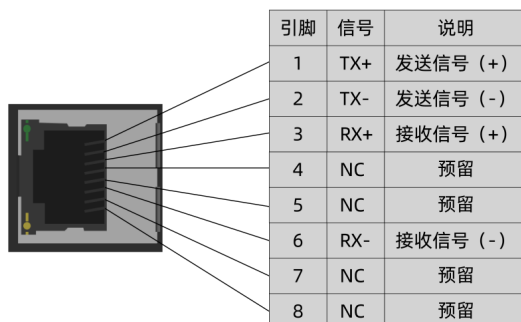 引脚 信号 说明
1 TX+ 发送信号（+）
2 TX- 发送信号（-）
3 RX+ 接收信号（+）
4 NC 预留
5 NC 预留
6 RX- 接收信号（-）
7 NC 预留
8 NC 预留